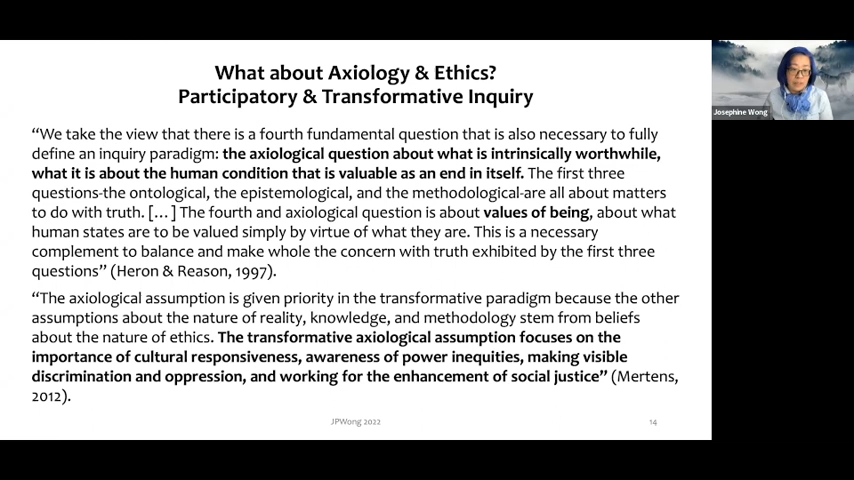 What about Axiology & Ethics?
Participatory & Transformative Inquiry
“We take the view that there is a fourth fundamental question that is also necessary to fully
define an inquiry paradigm: the axiological question about what is intrinsically worthwhile,
what it is about the human condition that is valuable as an end in itself. The first three
questions-the ontological, the epistemological, and the methodological-are all about matters
to do with truth. […] The fourth and axiological question is about values of being, about what
human states are to be valued simply by virtue of what they are. This is a necessary
complement to balance and make whole the concern with truth exhibited by the first three
questions” (Heron & Reason, 1997).
“The axiological assumption is given priority in the transformative paradigm because the other
assumptions about the nature of reality, knowledge, and methodology stem from beliefs
about the nature of ethics. The transformative axiological assumption focuses on the
importance of cultural responsiveness, awareness of power inequities, making visible
discrimination and oppression, and working for the enhancement of social justice” (Mertens,
2012).
JPWong 2022
14
Josephine Wong